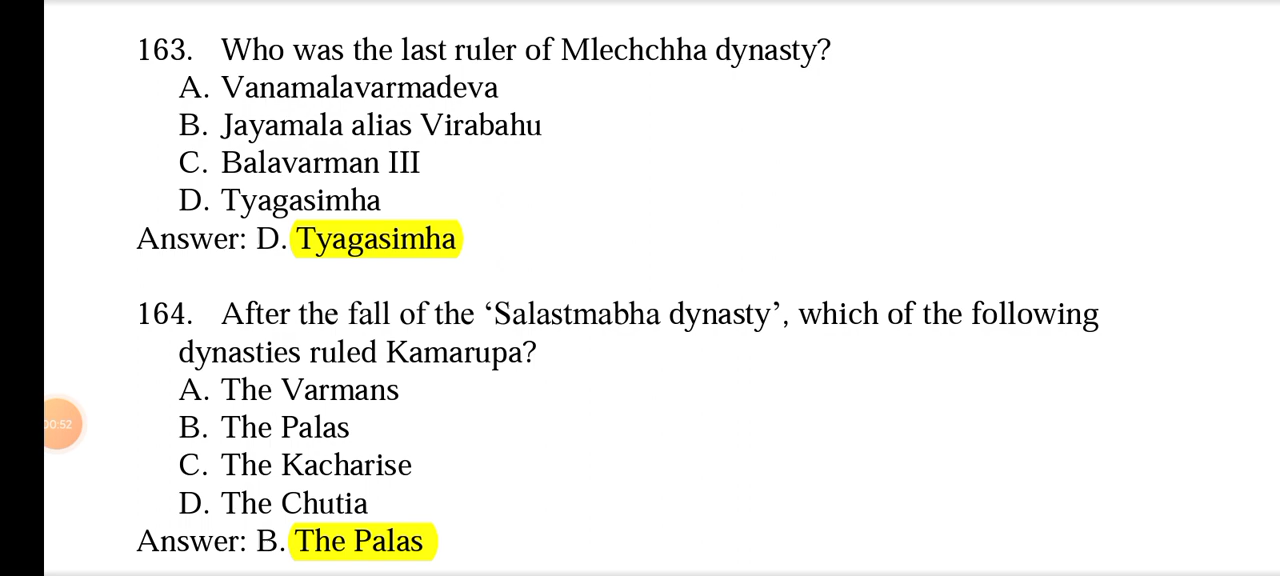 163. Who was the last ruler of Mlechchha dynasty?
A. Vanamalavarmadeva
B. Jayamala alias Virabahu
C. Balavarman III
D. Tyagasimha
Answer: D. Tyagasimha
164. After the fall of the ‘Salastmabha dynasty’, which of the following
dynasties ruled Kamarupa?
A. The Varmans
B. The Palas
00:52
C. The Kacharise
D. The Chutia
Answer: B. The Palas